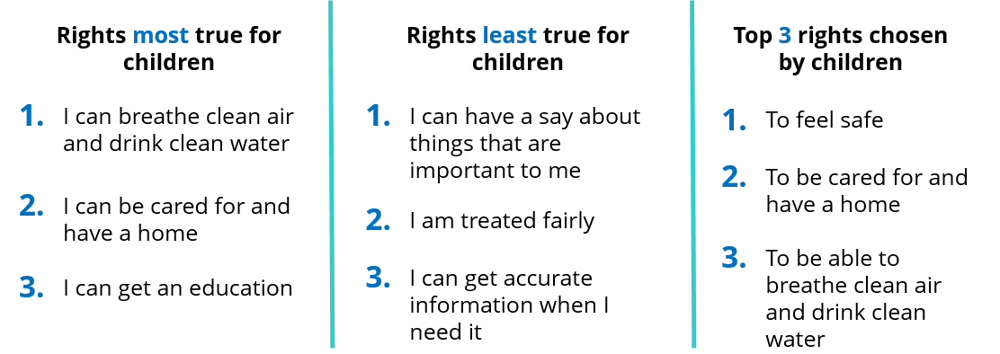 Rights most true for
children
1. I can breathe clean air
and drink clean water
2. I can be cared for and
have a home
3. I can get an education
Rights least true for
children
1. I can have a say about
things that are
important to me
2. I am treated fairly
3. I can get accurate
information when I
need it
Top 3 rights chosen
by children
1. To feel safe
2. To be cared for and
have a home
3. To be able to
breathe clean air
and drink clean
water